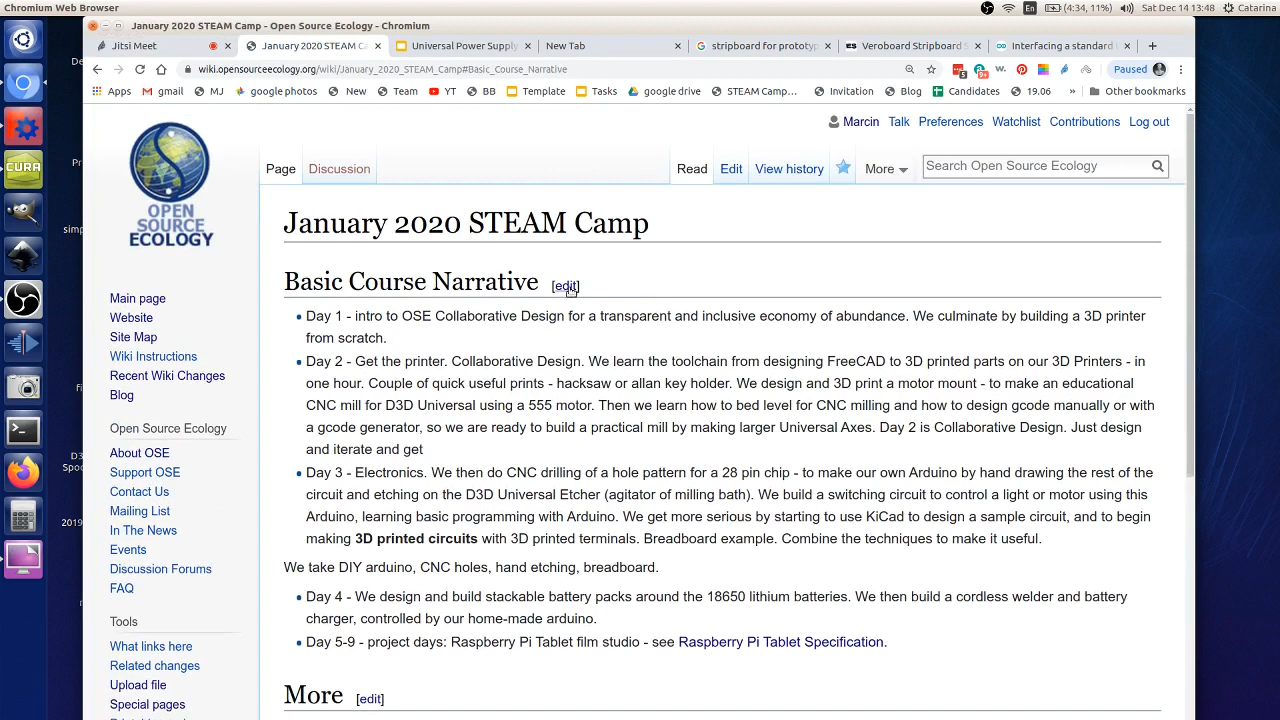 Chromium Web Browser
En
(4:34, 11%)
Sat Dec 14 13:48
Catarina
January 2020 STEAM Camp - Open Source Ecology - Chromium
Jitsi Meet
January 2020 STEAM C
Universal Power Supply
New Tab
stripboard for prototyp
Veroboard Stripboard S
Interfacing a standard
wiki.opensourceecology.org/wiki/January_2020_STEAM_Camp#Basic_Course_Narrative
Paused
Apps
gmail
MJ
google photos
New
Team
YT
BB
Template
Tasks
google drive
STEAM Camp...
Invitation
Blog
Candidates
19.06
»
Other bookmarks
Marcin
Talk
Preferences
Watchlist
Contributions
Log out
Page
Discussion
Read
Edit
View history
More
Search Open Source Ecology
OPEN
SOURCE
ECOLOGY
January 2020 STEAM Camp
Basic Course Narrative [edit]
Day 1 - intro to OSE Collaborative Design for a transparent and inclusive economy of abundance. We culminate by building a 3D printer
from scratch.
Day 2 - Get the printer. Collaborative Design. We learn the toolchain from designing FreeCAD to 3D printed parts on our 3D Printers - in
one hour. Couple of quick useful prints - hacksaw or allan key holder. We design and 3D print a motor mount - to make an educational
CNC mill for D3D Universal using a 555 motor. Then we learn how to bed level for CNC milling and how to design gcode manually or with
a gcode generator, so we are ready to build a practical mill by making larger Universal Axes. Day 2 is Collaborative Design. Just design
and iterate and get
Day 3 - Electronics. We then do CNC drilling of a hole pattern for a 28 pin chip - to make our own Arduino by hand drawing the rest of the
circuit and etching on the D3D Universal Etcher (agitator of milling bath). We build a switching circuit to control a light or motor using this
Arduino, learning basic programming with Arduino. We get more serious by starting to use KiCad to design a sample circuit, and to begin
making 3D printed circuits with 3D printed terminals. Breadboard example. Combine the techniques to make it useful.
We take DIY arduino, CNC holes, hand etching, breadboard.
Day 4 - We design and build stackable battery packs around the 18650 lithium batteries. We then build a cordless welder and battery
charger, controlled by our home-made arduino.
Day 5-9 - project days: Raspberry Pi Tablet film studio - see Raspberry Pi Tablet Specification.
More [edit]
Main page
Website
Site Map
Wiki Instructions
Recent Wiki Changes
Blog
Open Source Ecology
About OSE
Support OSE
Contact Us
Mailing List
In The News
Events
Discussion Forums
FAQ
Tools
What links here
Related changes
Upload file
Special pages
CURA